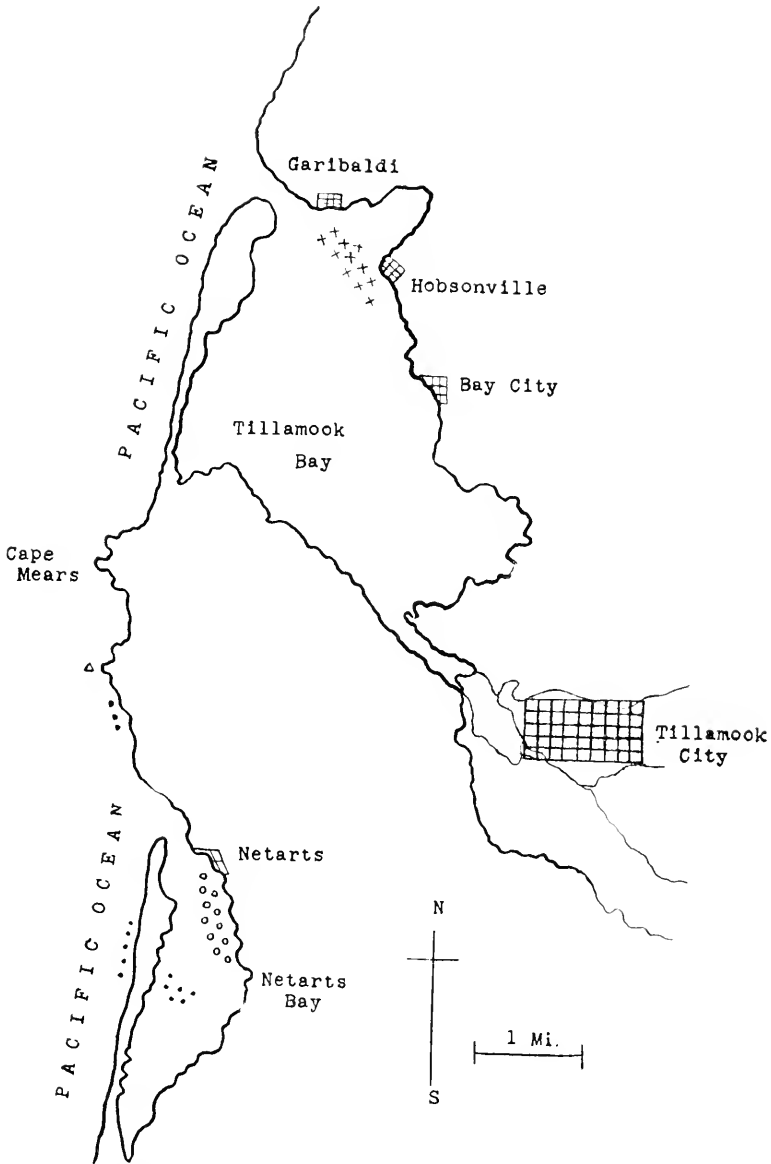 Garibaldi
PACIFIC OCEAN
Hobsonville
Bay City
Tillamook
Bay
Cape
Mears
Tillamook
City
PACIFIC OCEAN
Netarts
N
Netarts
Bay
1 Mi.
S